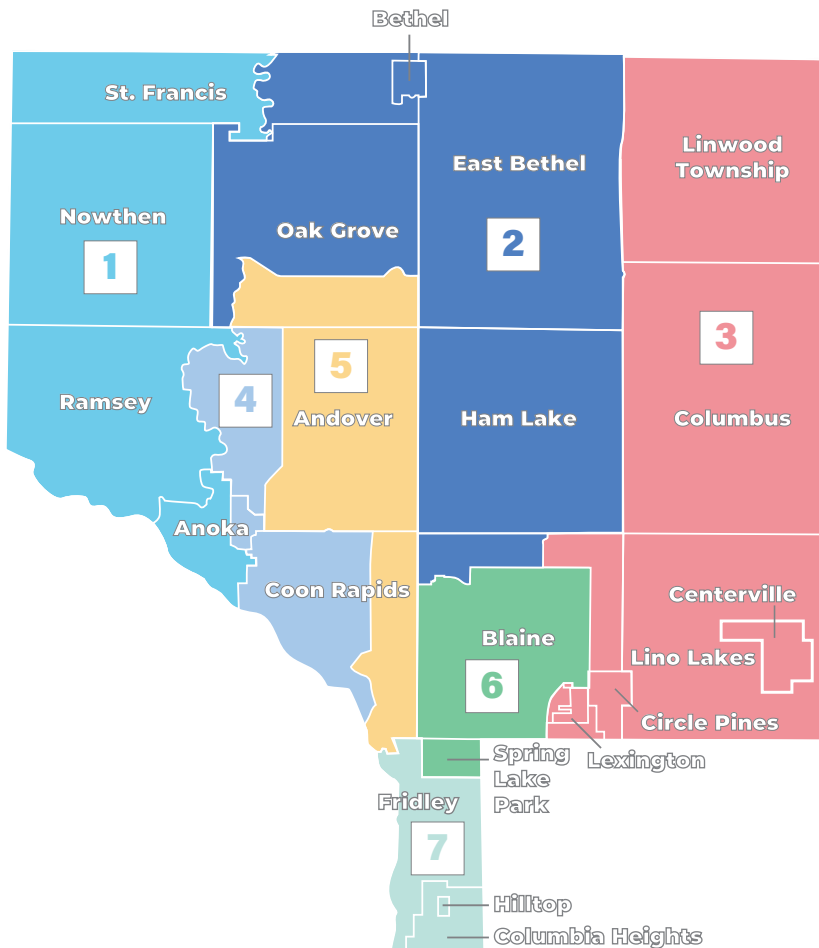 Bethel
St. Francis
Linwood
Township
East Bethel
Nowthen
Oak Grove
2
1
3
5
4
Ramsey
Andover
Ham Lake
Columbus
Anoka
Coon Rapids
Centerville
Blaine
Lino Lakes
6
Circle Pines
Spring
Lake
Park
Lexington
Fridley
7
Hilltop
Columbia Heights